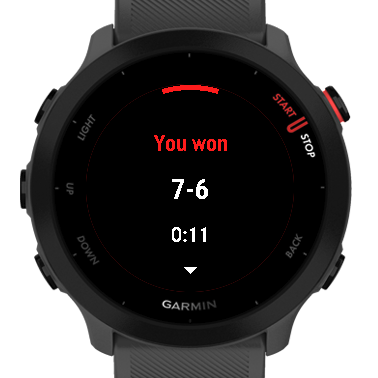 START
STOP
LIGHT
You won
UP
7-6
0:11
DOWN
BACK
GARMIN